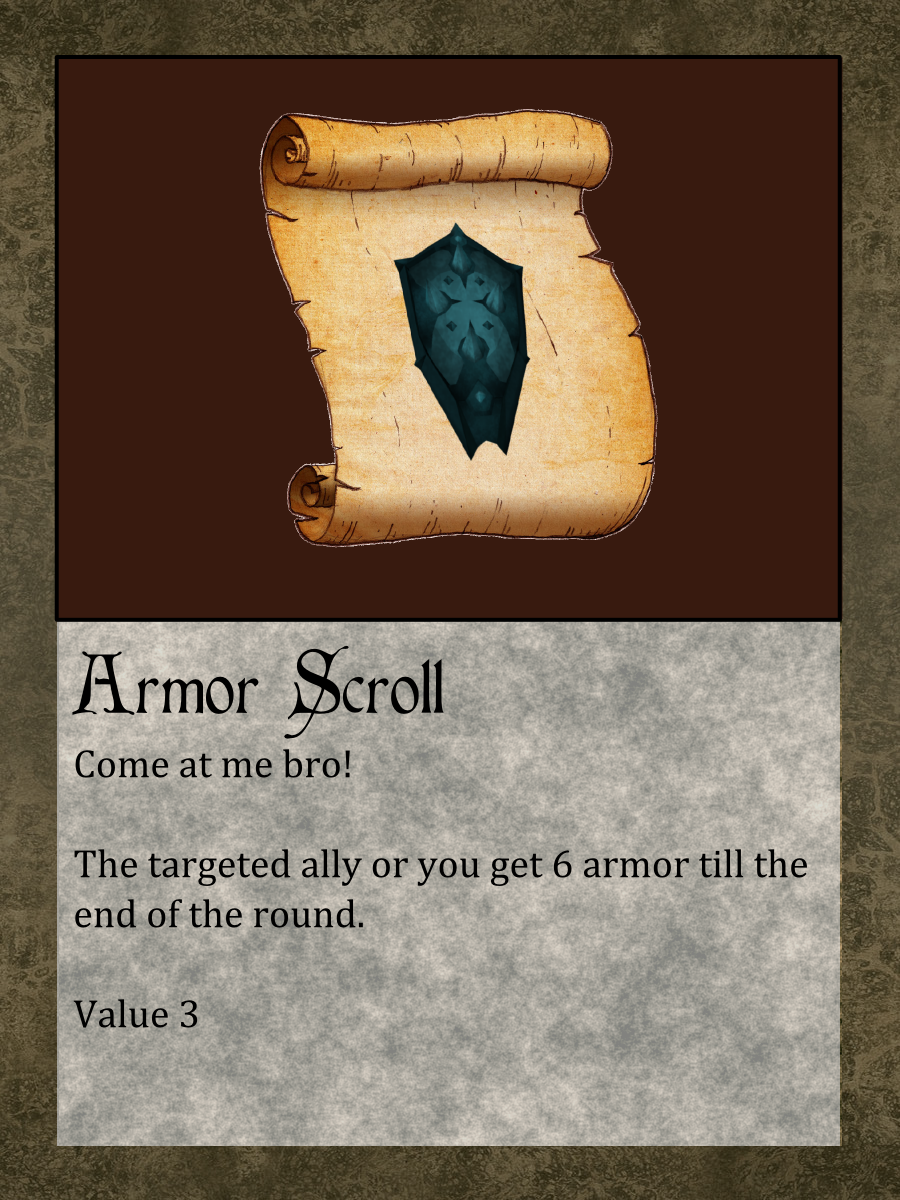 Armor Scroll
Come at me bro!
The targeted ally or you get 6 armor till the
end of the round.
Value 3